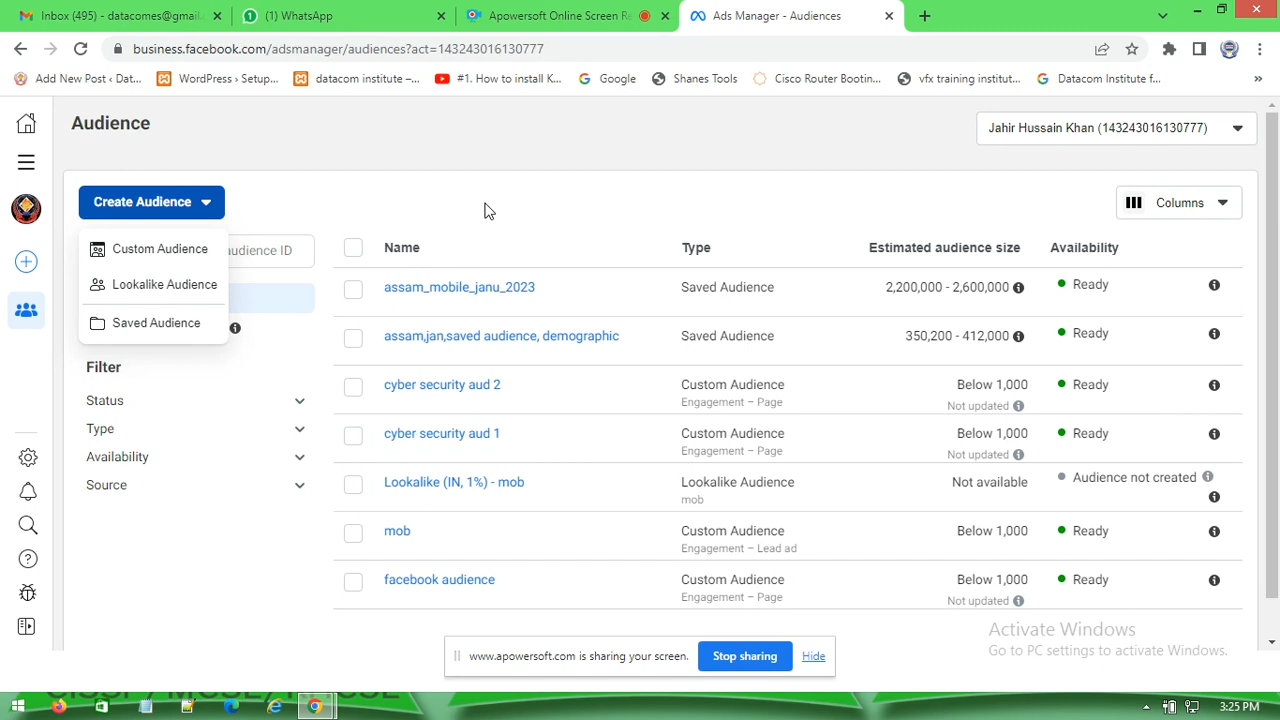 Inbox (495) - datacomes@gmail.
(1) WhatsApp
Apowersoft Online Screen Re
Ads Manager - Audiences
business.facebook.com/adsmanager/audiences?act=143243016130777
Add New Post ‹ Dat...
WordPress › Setup...
datacom institute –...
#1. How to install K...
Google
Shanes Tools
Cisco Router Bootin...
vfx training institut...
Datacom Institute f...
»
Audience
Jahir Hussain Khan (143243016130777)
Create Audience
Columns
Custom Audience
Lookalike Audience
Saved Audience
audience ID
Filter
Status
Type
Availability
Source
Name Type Estimated audience size Availability
assam_mobile_janu_2023 Saved Audience 2,200,000 - 2,600,000 Ready
assam,jan,saved audience, demographic Saved Audience 350,200 - 412,000 Ready
cyber security aud 2 Custom Audience Below 1,000 Ready
Engagement – Page Not updated
cyber security aud 1 Custom Audience Below 1,000 Ready
Engagement – Page Not updated
Lookalike (IN, 1%) - mob Lookalike Audience Not available Audience not created
mob
mob Custom Audience Below 1,000 Ready
Engagement – Lead ad
facebook audience Custom Audience Below 1,000 Ready
Engagement – Page Not updated
Activate Windows
Go to PC settings to activate Windows.
www.apowersoft.com is sharing your screen.
Stop sharing
Hide
3:25 PM